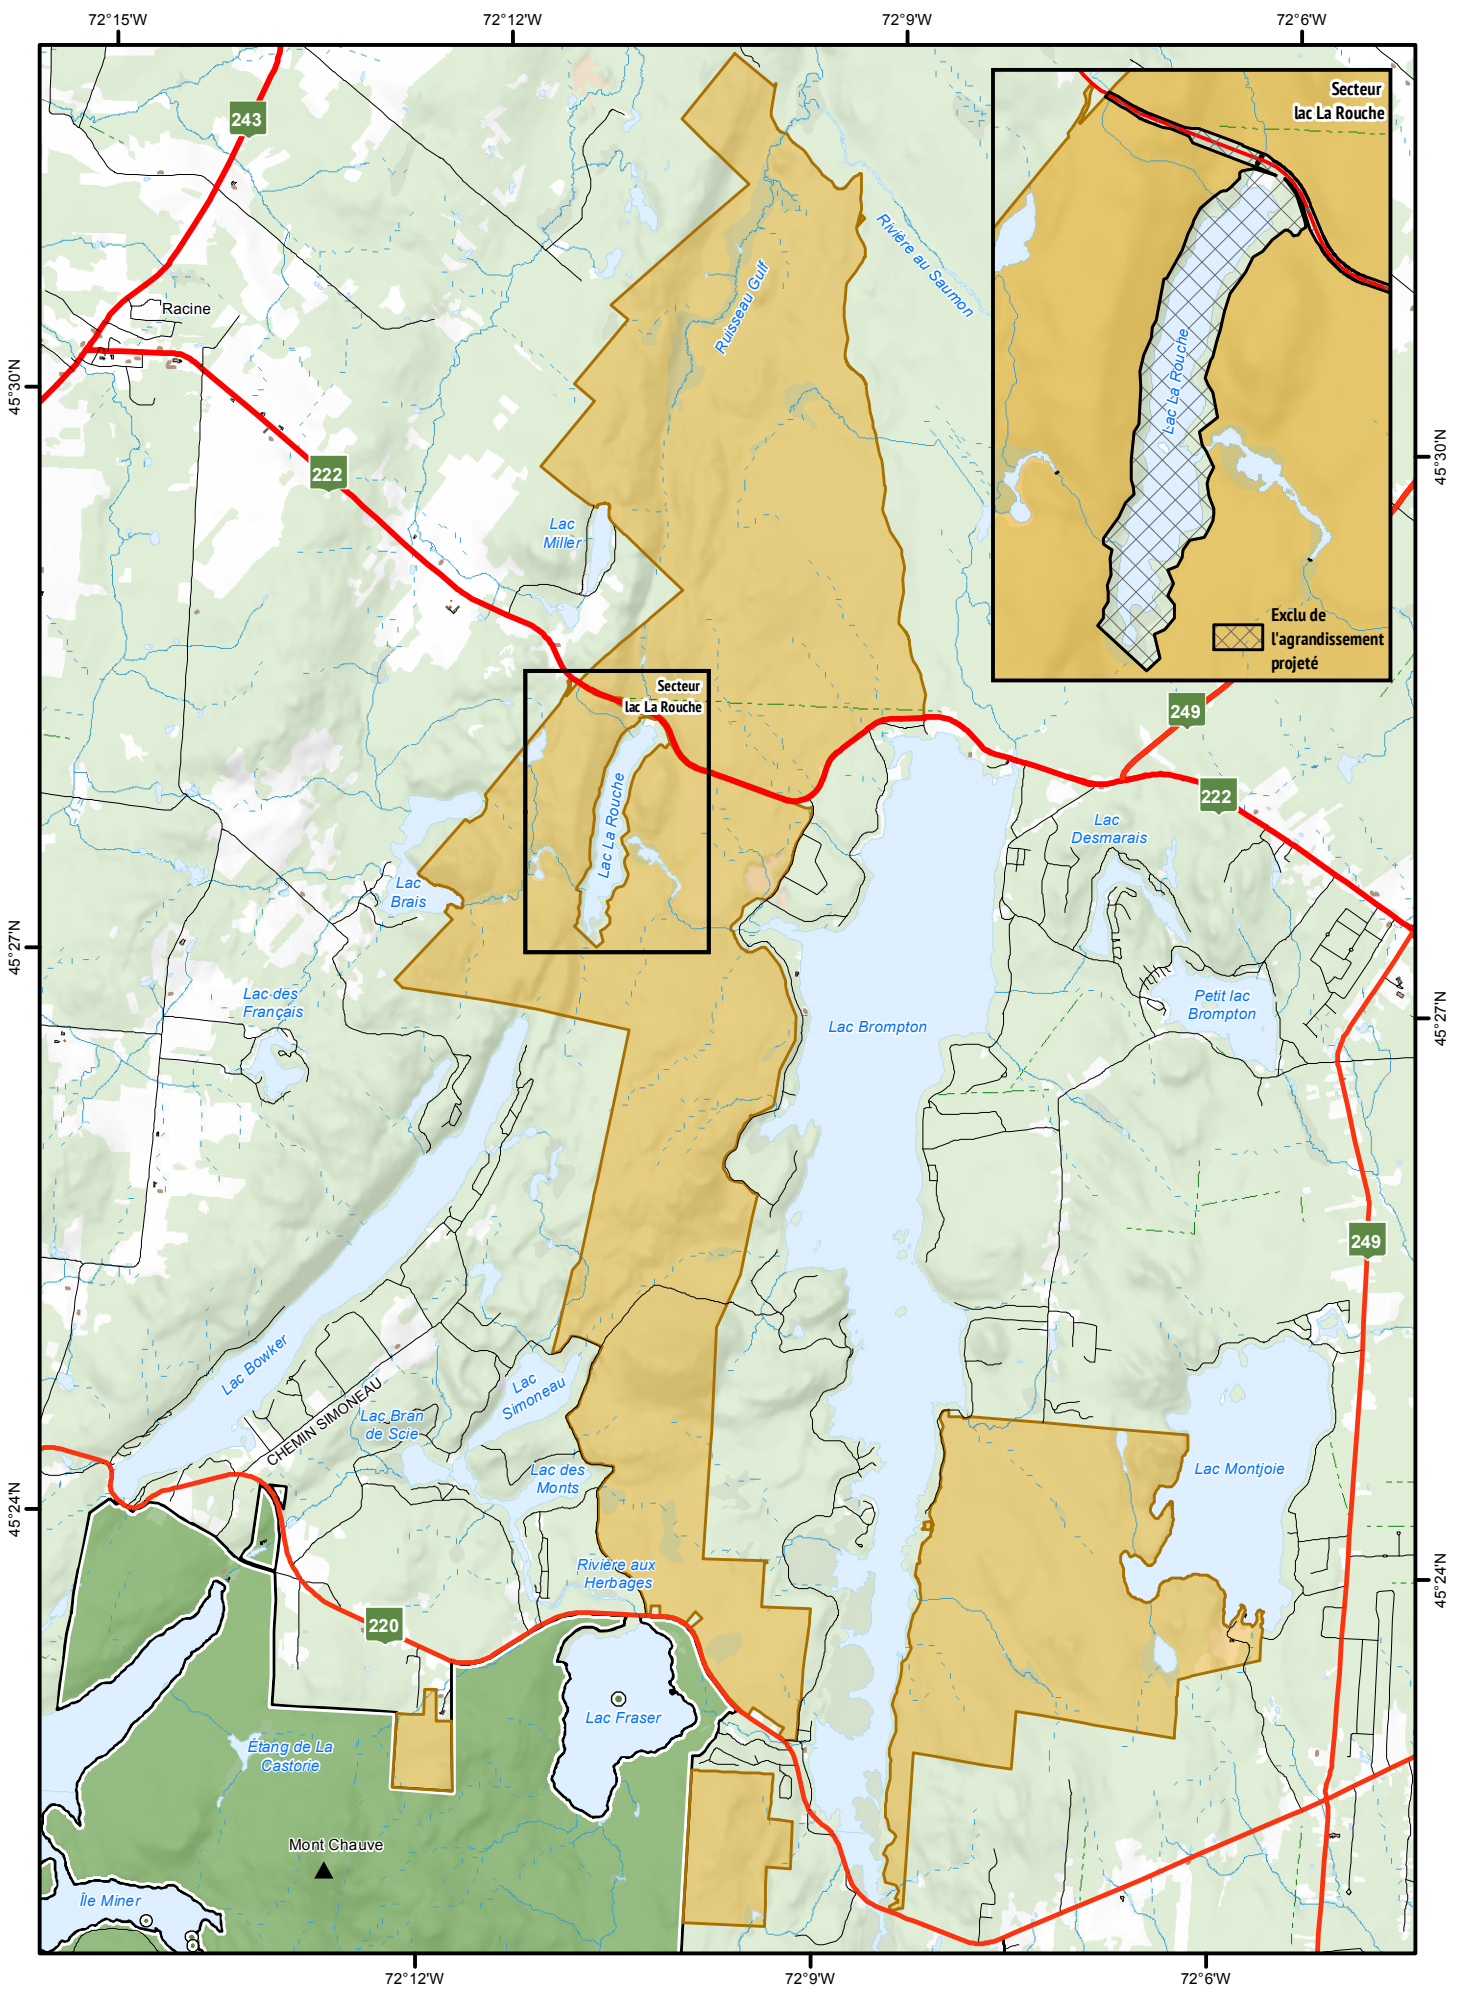 72°15'W
72°12'W
72°9'W
72°6'W
Secteur
lac La Rouche
243
Rivière au Saumon
Ruisseau Gulf
Racine
45°30'N
Lac La Rouche
45°30'N
222
Lac
Miller
Exclu de
l'agrandissement
projeté
Secteur
lac La Rouche
249
222
Lac La Rouche
Lac
Desmarais
Lac
Brais
45°27'N
Lac des
Français
Petit lac
Brompton
Lac Brompton
45°27'N
249
Lac Bowker
CHEMIN SIMONEAU
Lac
Simoneau
Lac Bran
de Scie
Lac des
Monts
Lac Montjoie
45°24'N
Rivière aux
Herbages
45°24'N
220
Lac Fraser
Étang de La
Castorie
Mont Chauve
Île Miner
72°12'W
72°9'W
72°6'W